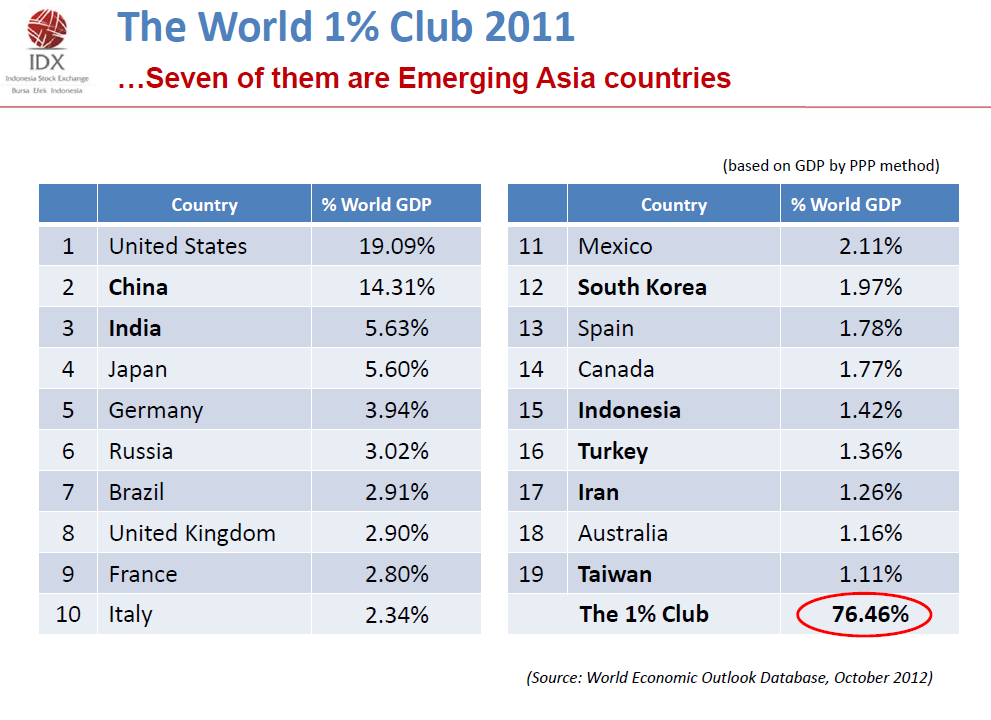 The World 1% Club 2011
IDX
Indonesia Stock Exchange
Bursa Efek Indonesia
…Seven of them are Emerging Asia countries
(based on GDP by PPP method)
Country % World GDP
1 United States 19.09%
2 China 14.31%
3 India 5.63%
4 Japan 5.60%
5 Germany 3.94%
6 Russia 3.02%
7 Brazil 2.91%
8 United Kingdom 2.90%
9 France 2.80%
10 Italy 2.34%
Country % World GDP
11 Mexico 2.11%
12 South Korea 1.97%
13 Spain 1.78%
14 Canada 1.77%
15 Indonesia 1.42%
16 Turkey 1.36%
17 Iran 1.26%
18 Australia 1.16%
19 Taiwan 1.11%
The 1% Club 76.46%
(Source: World Economic Outlook Database, October 2012)